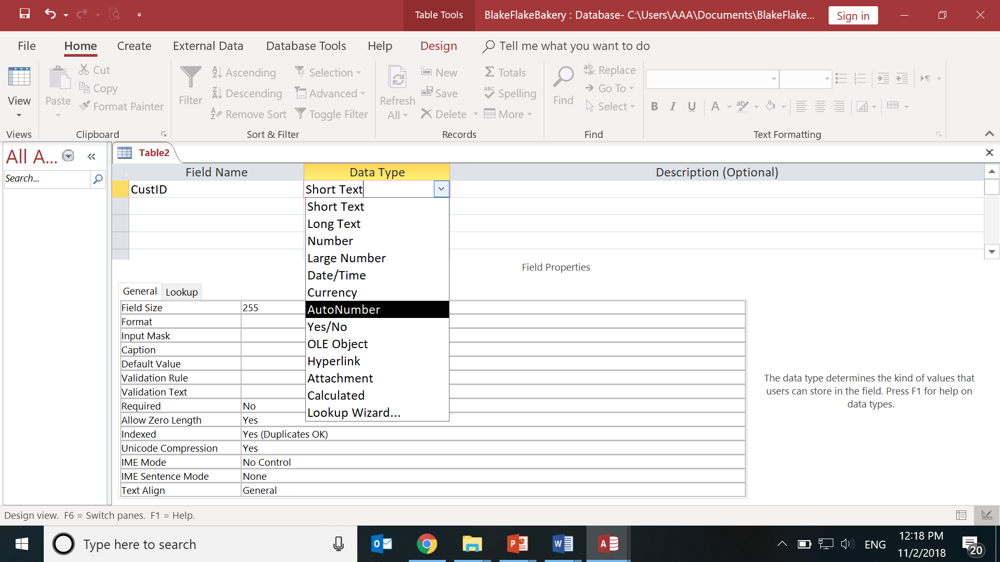 Table Tools
BlakeFlakeBakery : Database- C:\Users\AAA\Documents\BlakeFlake...
Sign in
File Home Create External Data Database Tools Help Design Tell me what you want to do
View
Views
Paste
Cut
Copy
Format Painter
Clipboard
Filter
Ascending
Descending
Remove Sort
Selection
Advanced
Toggle Filter
Sort & Filter
Refresh
All
New
Save
Delete
Totals
Spelling
More
Records
Find
Replace
Go To
Select
Find
B I U A
Text Formatting
All A...
Search...
Table2
Field Name Data Type Description (Optional)
CustID Short Text
Short Text
Long Text
Number
Large Number
Date/Time
Currency
AutoNumber
Yes/No
OLE Object
Hyperlink
Attachment
Calculated
Lookup Wizard...
Field Properties
General Lookup
Field Size 255
Format
Input Mask
Caption
Default Value
Validation Rule
Validation Text
Required No
Allow Zero Length Yes
Indexed Yes (Duplicates OK)
Unicode Compression Yes
IME Mode No Control
IME Sentence Mode None
Text Align General
The data type determines the kind of values that
users can store in the field. Press F1 for help on
data types.
Design view. F6 = Switch panes. F1 = Help.
Type here to search
ENG
12:18 PM
11/2/2018
20